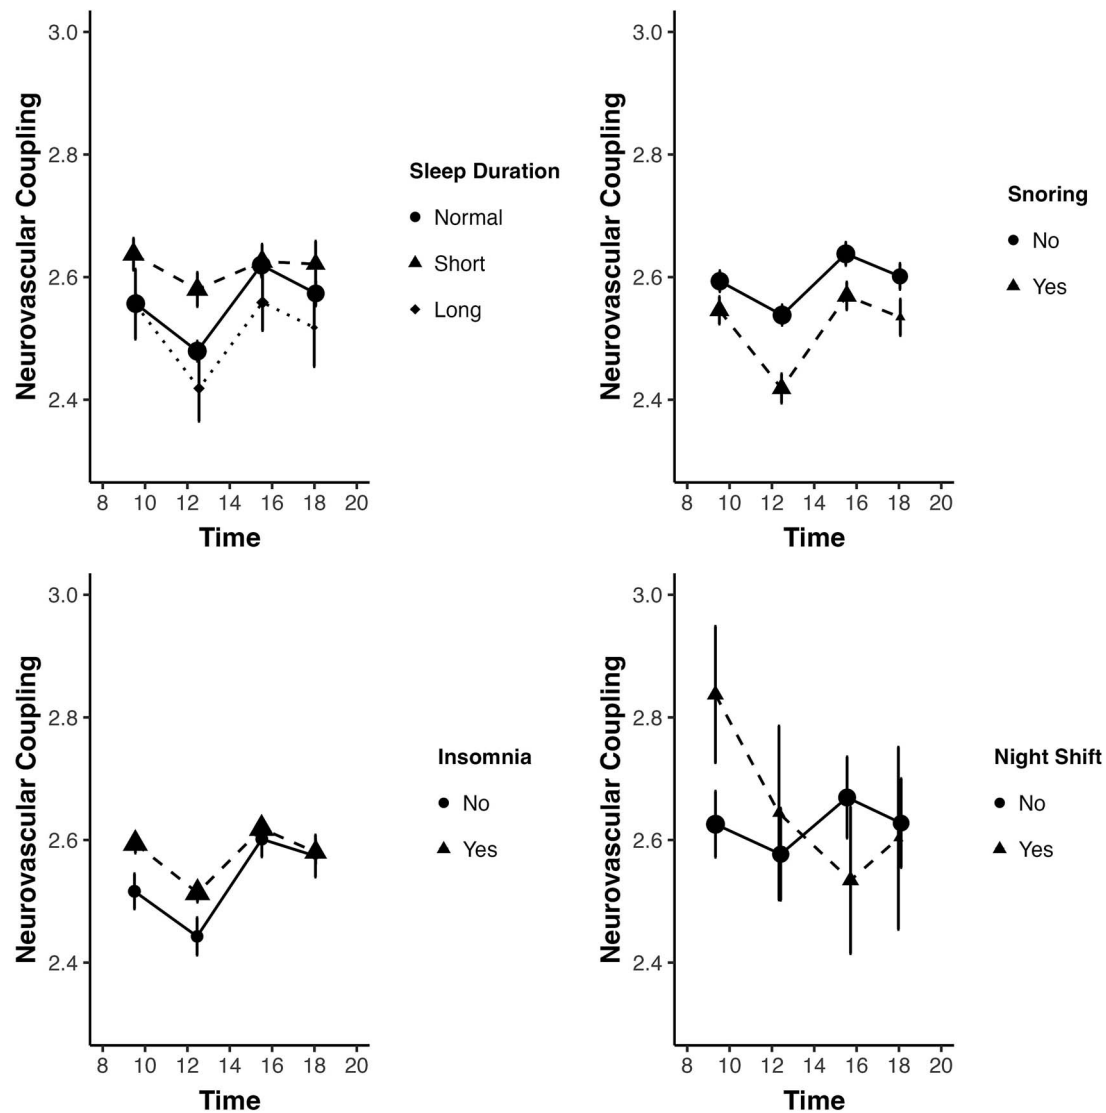 Neurovascular Coupling
3.0
2.8
2.6
2.4
8 10 12 14 16 18 20
Time
Sleep Duration
Normal
Short
Long
Neurovascular Coupling
3.0
2.8
2.6
2.4
8 10 12 14 16 18 20
Time
Snoring
No
Yes
Neurovascular Coupling
3.0
2.8
2.6
2.4
8 10 12 14 16 18 20
Time
Insomnia
No
Yes
Neurovascular Coupling
3.0
2.8
2.6
2.4
8 10 12 14 16 18 20
Time
Night Shift
No
Yes